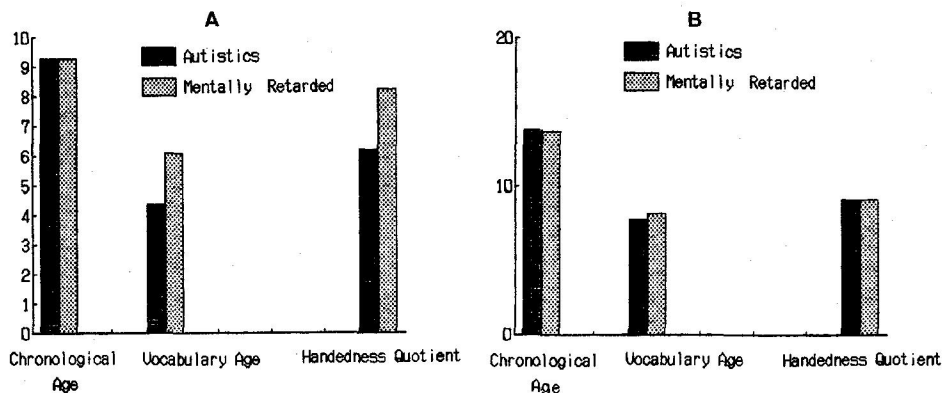 A
10
9
8
7
6
5
4
3
2
1
0
Autistics
Mentally Retarded
Chronological Age
Vocabulary Age
Handedness Quotient
B
20
10
0
Autistics
Mentally Retarded
Chronological Age
Vocabulary Age
Handedness Quotient